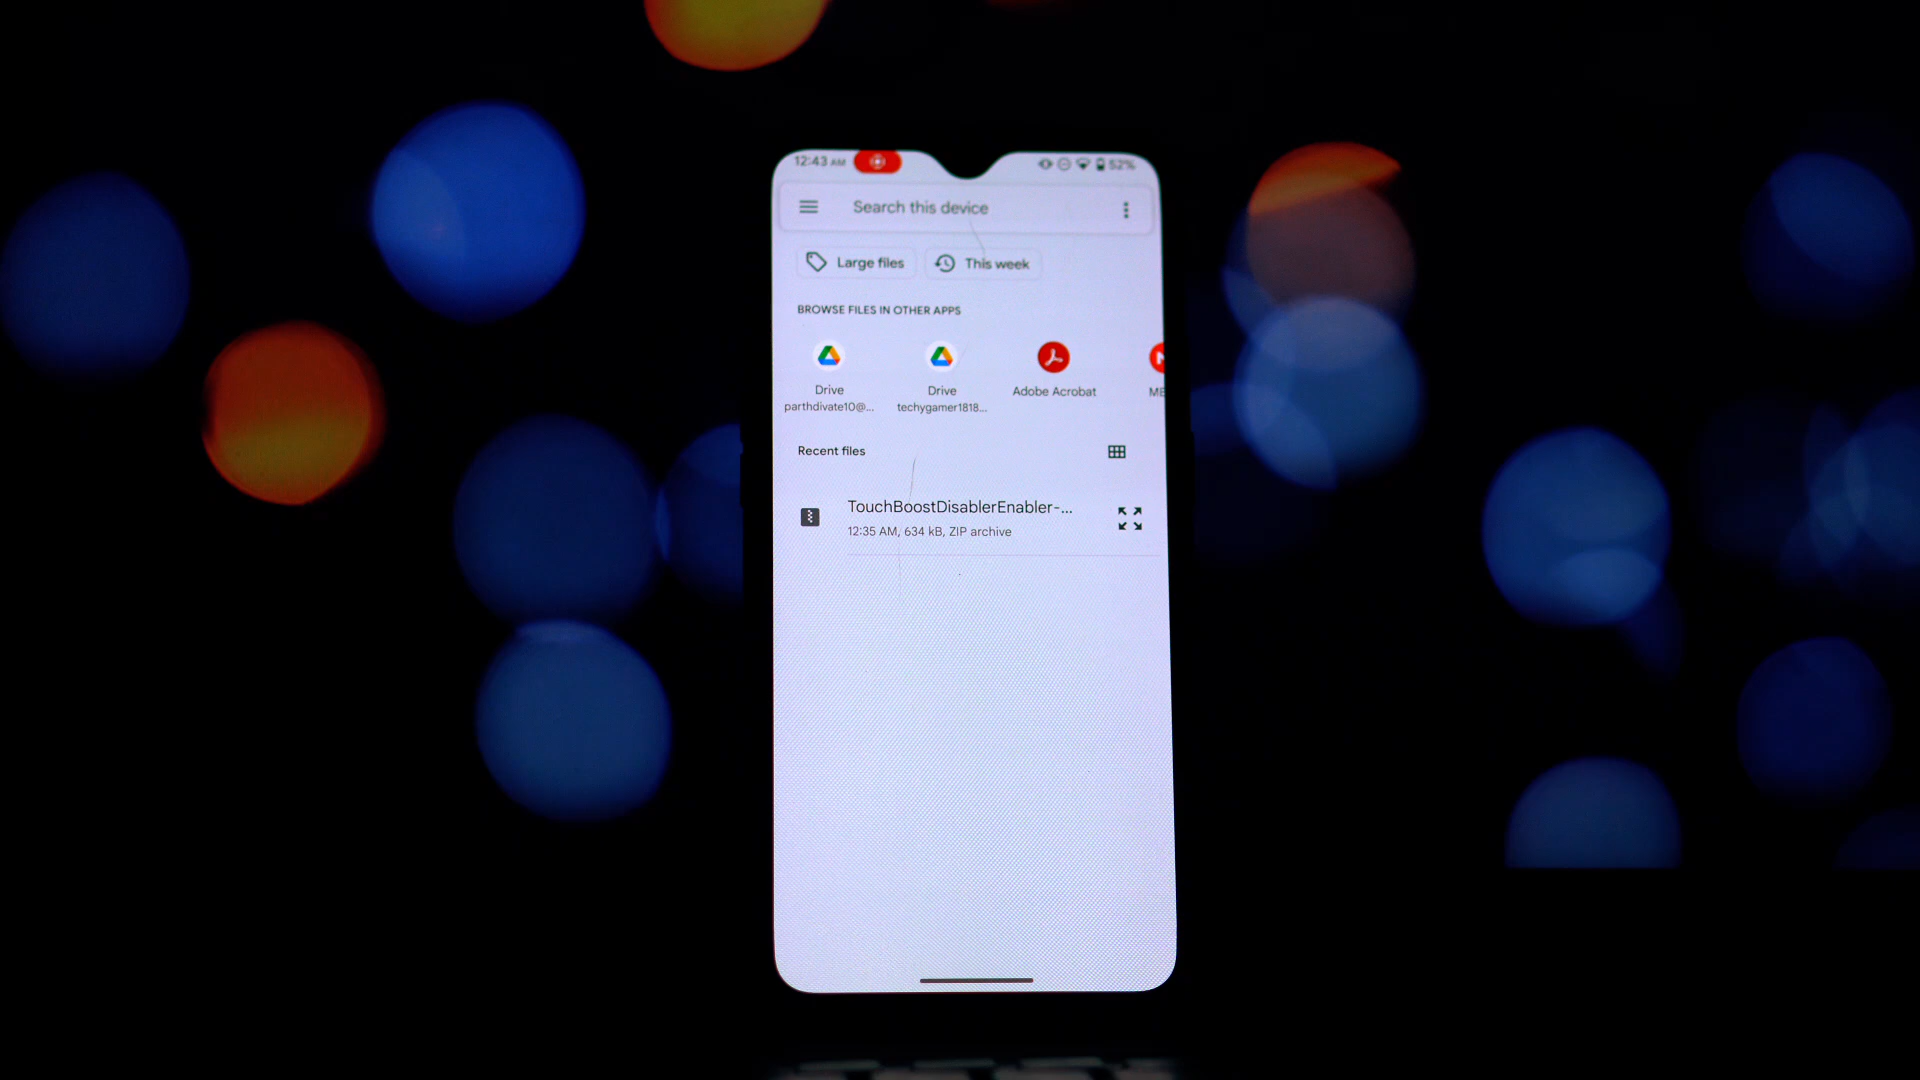 12:43 AM
52%
Search this device
Large files
This week
BROWSE FILES IN OTHER APPS
Drive
parthdivate10@...
Drive
techygamer1818...
Adobe Acrobat
ME
Recent files
TouchBoostDisablerEnabler-...
12:35 AM, 634 kB, ZIP archive